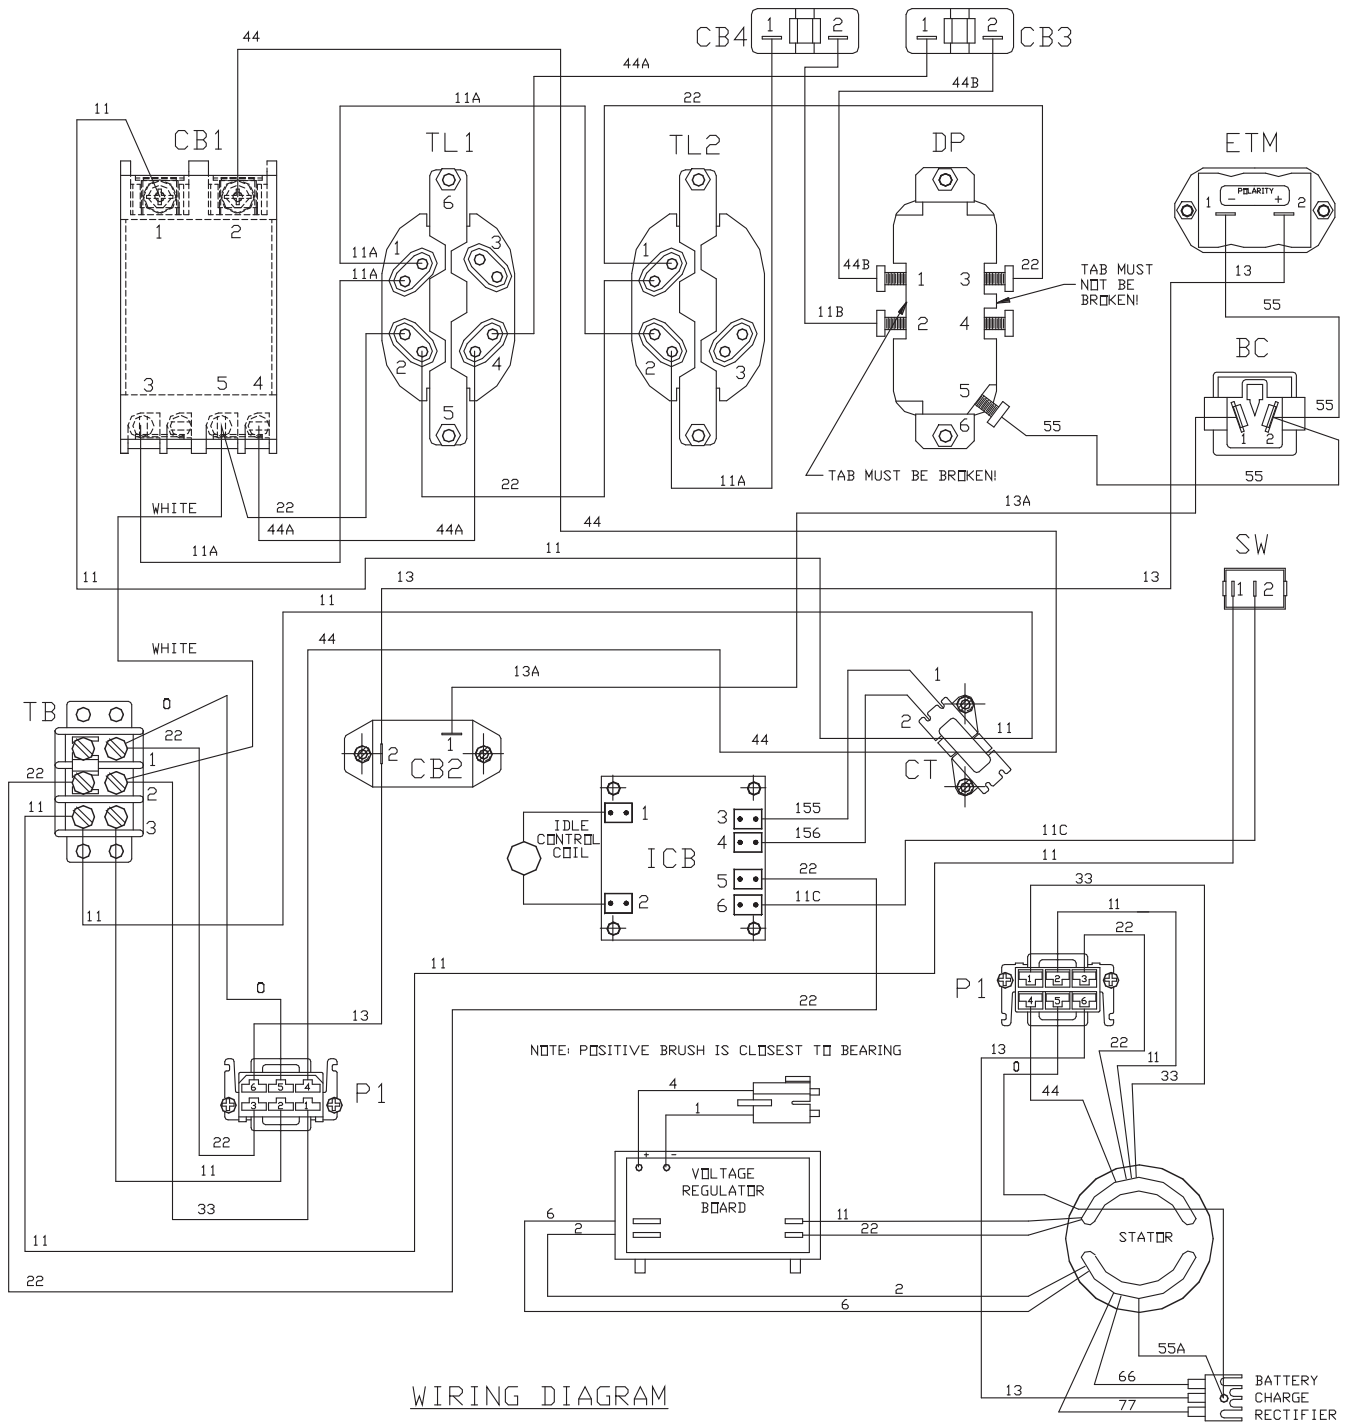 44
CB4
1
2
1
2
CB3
44A
44B
11
11A
22
CB1
TL1
TL2
DP
ETM
POLARITY
- +
1
2
6
1
2
1
3
1
11A
11A
44B
1
3
22
13
TAB MUST
NOT BE
BROKEN!
55
11B
2
4
2
4
2
3
BC
3
5
4
5
5
6
55
55
1
2
TAB MUST BE BROKEN!
22
11A
13A
55
WHITE
22
44A
44A
44
11A
11
SW
11
13
13
1
2
11
44
WHITE
13A
1
O
TB
22
2
11
1
2
1
44
CB2
CT
22
2
11
3
155
1
3
IDLE
CONTROL
COIL
156
4
11C
ICB
11
22
5
33
2
6
11C
11
11
22
11
1 2 3
O
P1
4 5 6
22
13
NOTE: POSITIVE BRUSH IS CLOSEST TO BEARING
13
22
11
O
33
4
44
6 5 4
P1
3 2 1
1
22
+ -
VOLTAGE
REGULATOR
BOARD
11
33
6
11
2
22
STATOR
11
22
2
6
55A
66
BATTERY
13
CHARGE
77
RECTIFIER
WIRING DIAGRAM